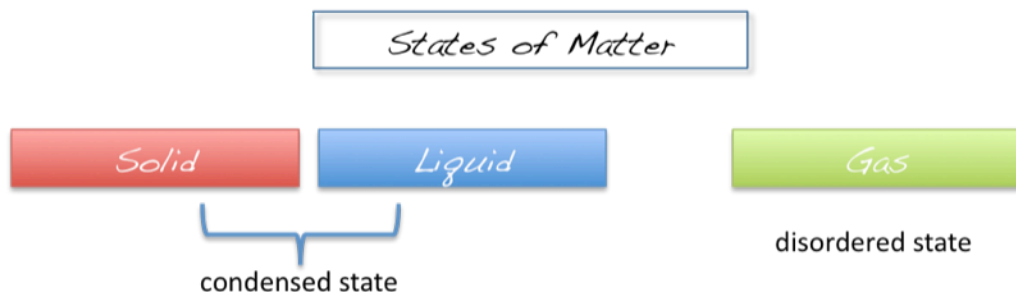 States of Matter
Solid
Liquid
Gas
condensed state
disordered state